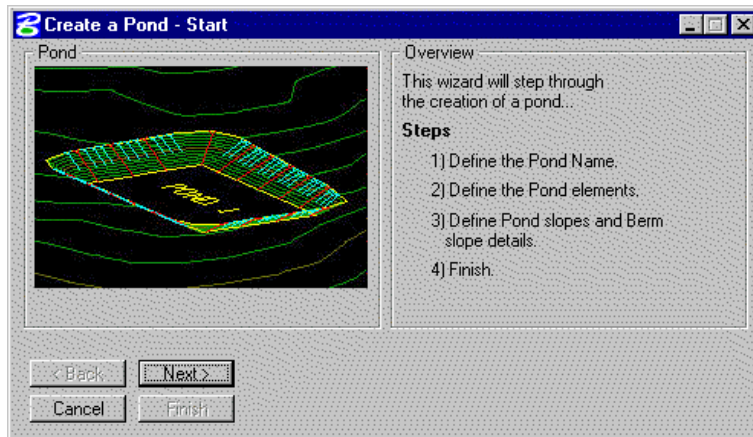 Create a Pond - Start
Pond
POND 1
Overview
This wizard will step through
the creation of a pond...
Steps
1) Define the Pond Name.
2) Define the Pond elements.
3) Define Pond slopes and Berm
slope details.
4) Finish.
< Back
Next >
Cancel
Finish